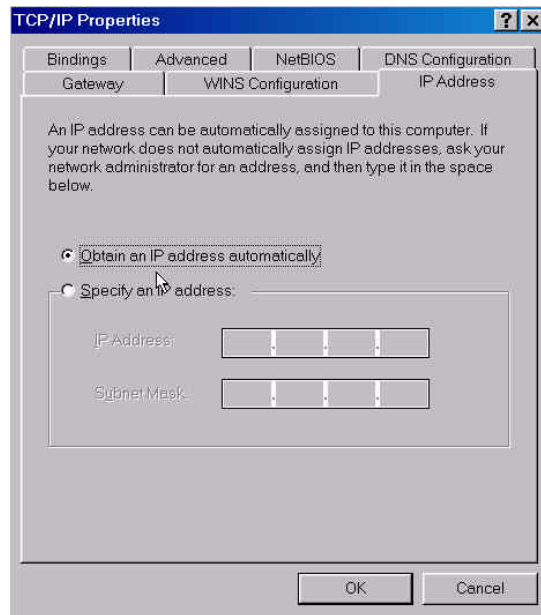 TCP/IP Properties
? ×
Bindings Advanced NetBIOS DNS Configuration
Gateway WINS Configuration IP Address
An IP address can be automatically assigned to this computer. If
your network does not automatically assign IP addresses, ask your
network administrator for an address, and then type it in the space
below.
Obtain an IP address automatically
Specify an IP address:
IP Address:
. . .
Subnet Mask:
. . .
OK Cancel